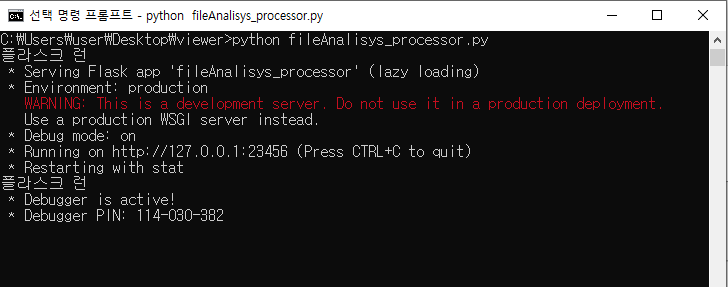 선택 명령 프롬프트 - python  fileAnalisys_processor.py
C:\Users\user\Desktop\viewer>python fileAnalisys_processor.py
플라스크 런
 * Serving Flask app 'fileAnalisys_processor' (lazy loading)
 * Environment: production
   WARNING: This is a development server. Do not use it in a production deployment.
   Use a production WSGI server instead.
 * Debug mode: on
 * Running on http://127.0.0.1:23456 (Press CTRL+C to quit)
 * Restarting with stat
플라스크 런
 * Debugger is active!
 * Debugger PIN: 114-030-382